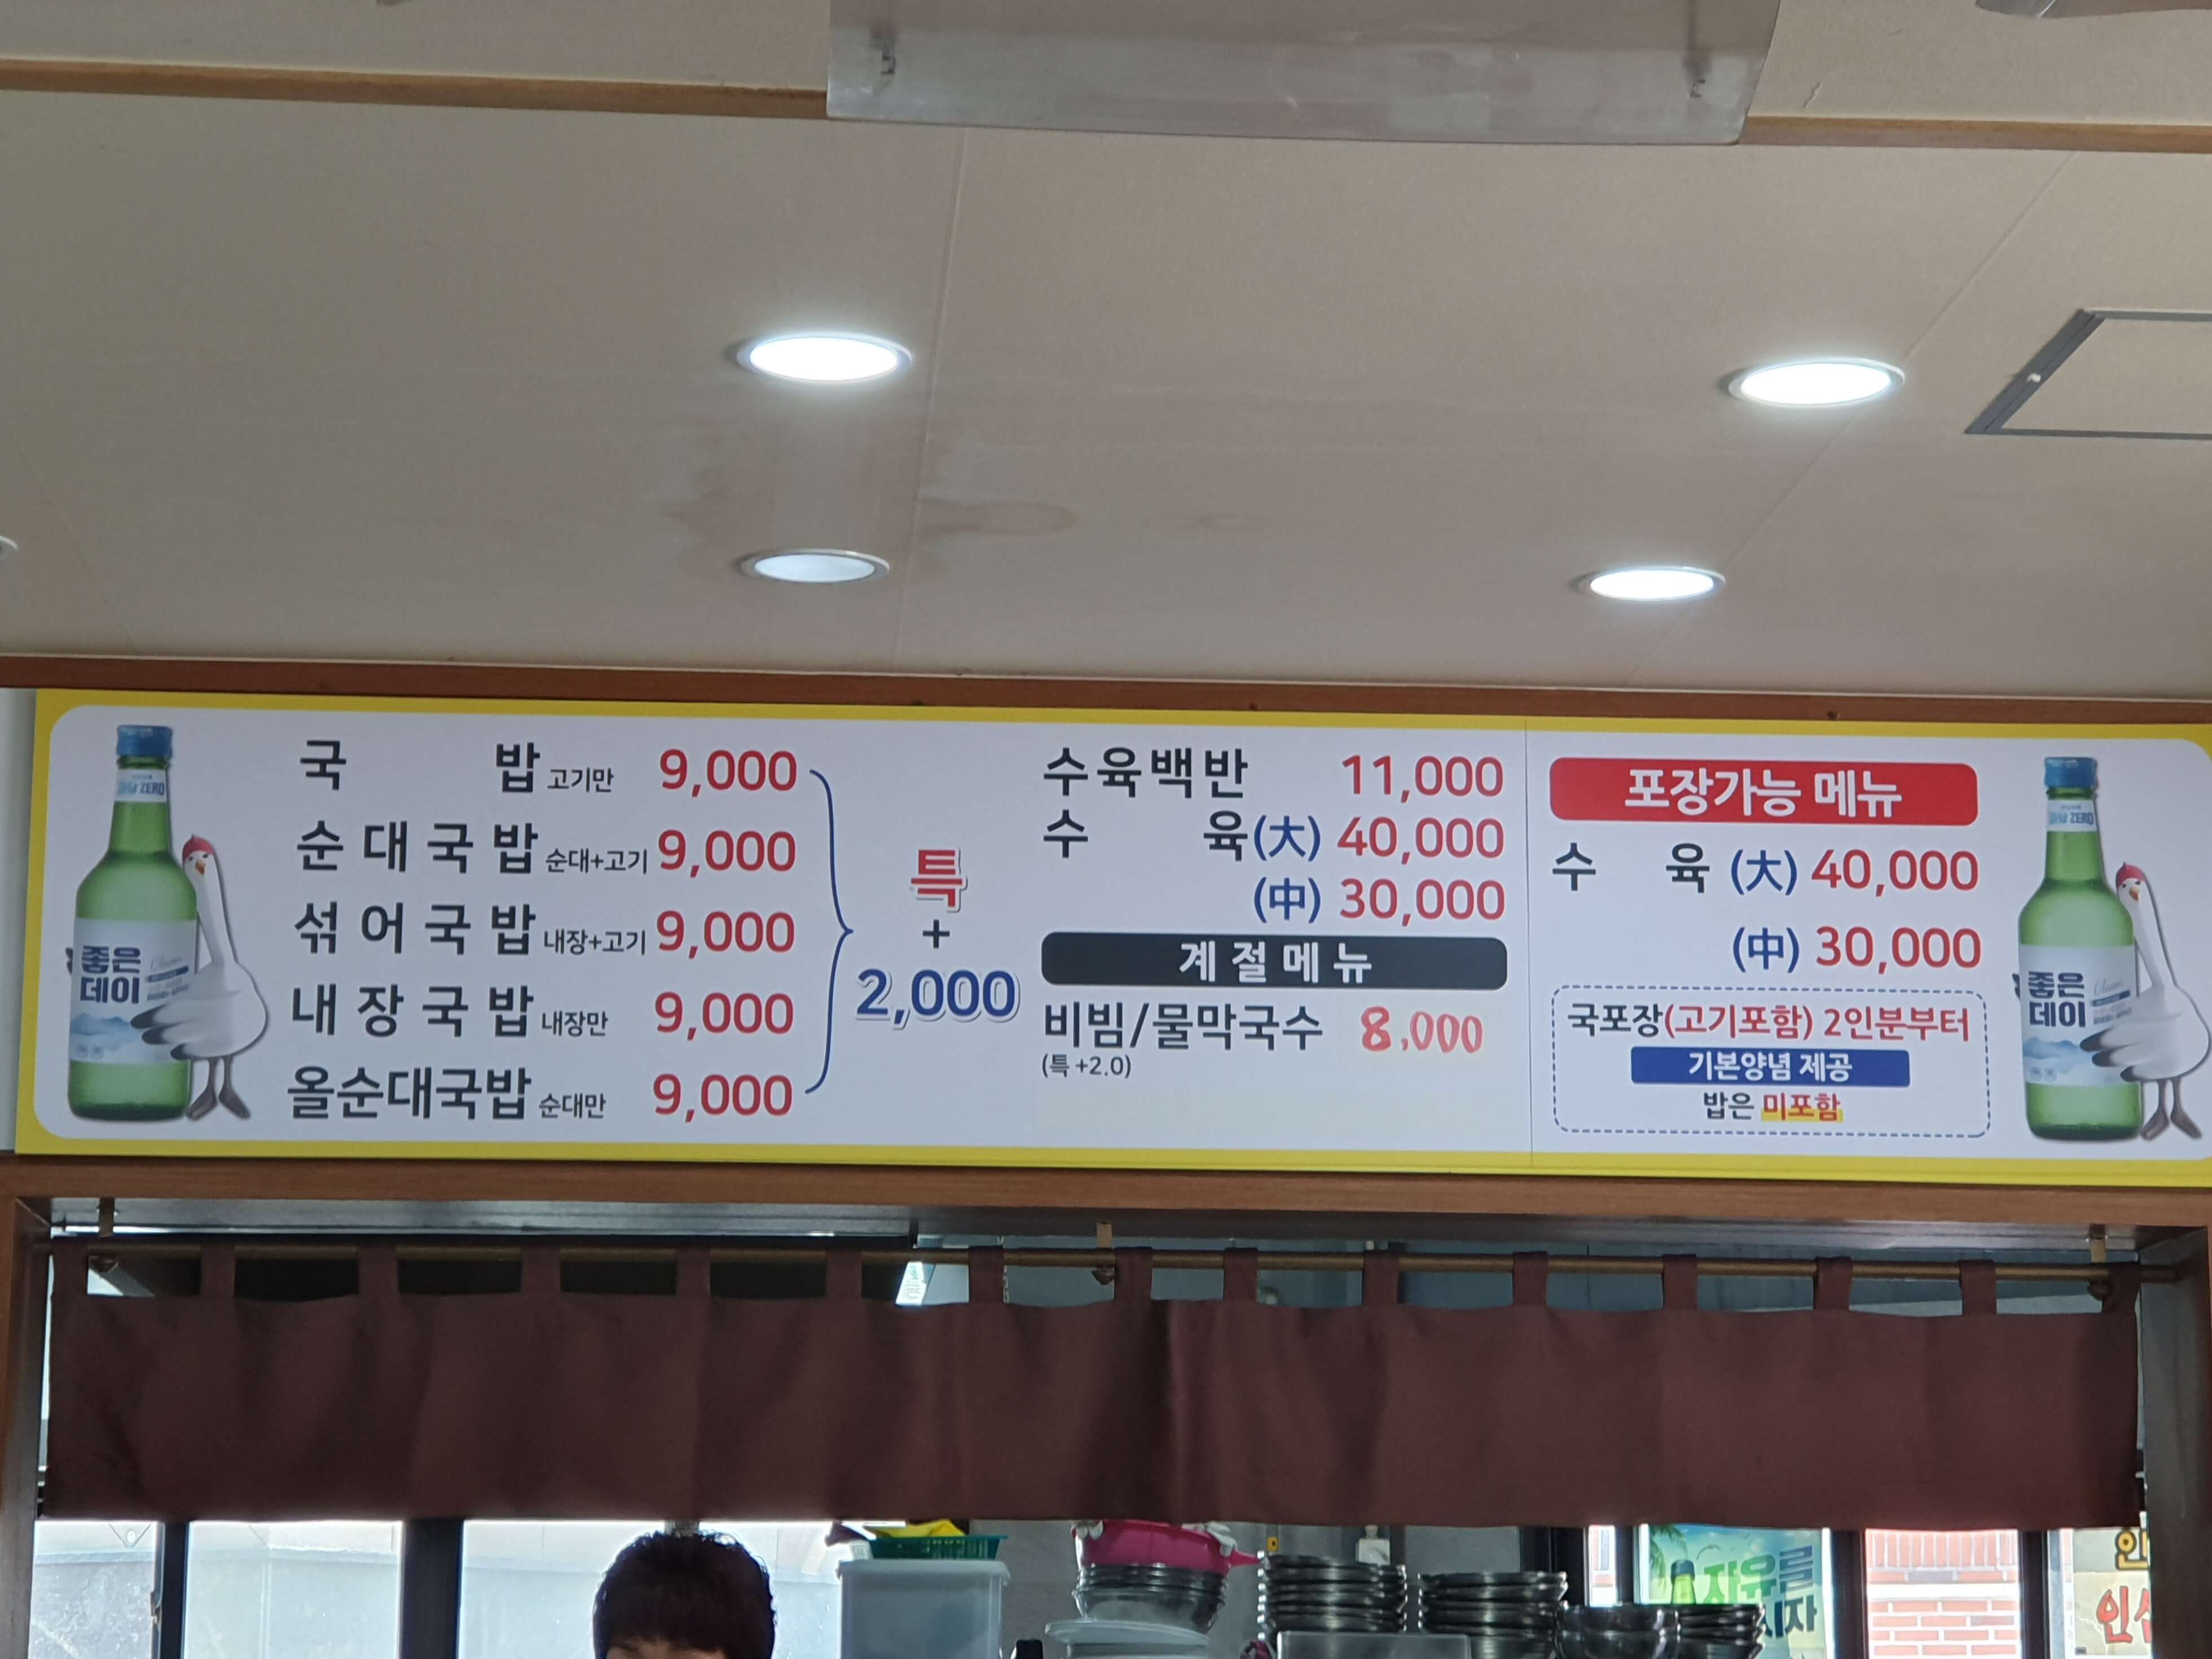 국밥 고기만 9,000
순대국밥 순대+고기 9,000
섞어국밥 내장+고기 9,000
내장국밥 내장만 9,000
올순대국밥 순대만 9,000
특
+
2,000
수육백반 11,000
수육(大) 40,000
(中) 30,000
계절메뉴
비빔/물막국수 8,000
(특+2.0)
포장가능 메뉴
수육 (大) 40,000
(中) 30,000
국포장(고기포함) 2인분부터
기본양념 제공
밥은 미포함
ZERO
좋은
데이
ZERO
좋은
데이
자유를